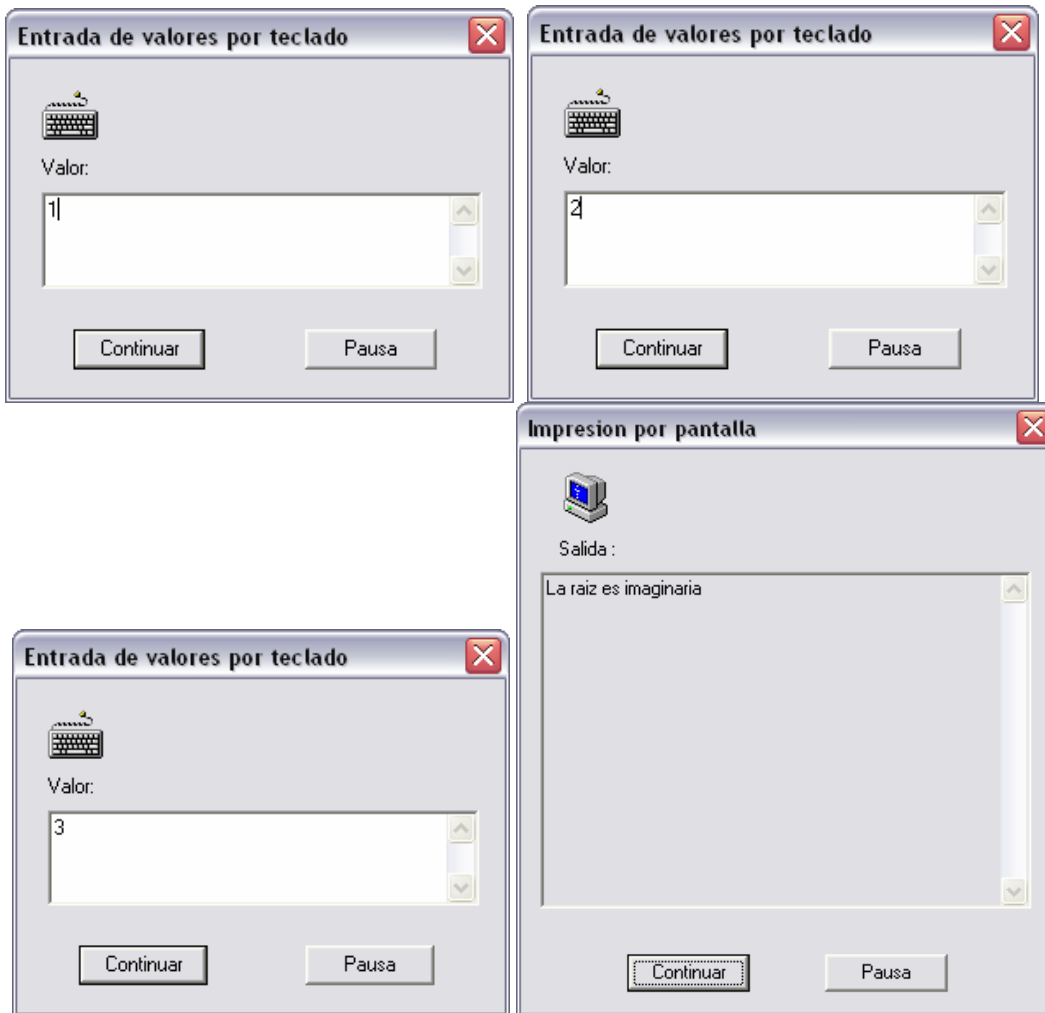 Entrada de valores por teclado
Valor:
1
Continuar Pausa
Entrada de valores por teclado
Valor:
2
Continuar Pausa
Entrada de valores por teclado
Valor:
3
Continuar Pausa
Impresion por pantalla
Salida :
La raiz es imaginaria
Continuar Pausa